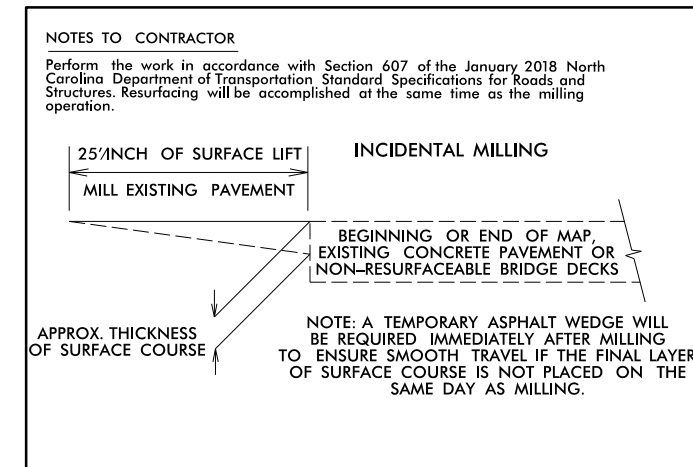 NOTES TO CONTRACTOR
Perform the work in accordance with Section 607 of the January 2018 North
Carolina Department of Transportation Standard Specifications for Roads and
Structures. Resurfacing will be accomplished at the same time as the milling
operation.
25'/INCH OF SURFACE LIFT
INCIDENTAL MILLING
MILL EXISTING PAVEMENT
BEGINNING OR END OF MAP,
EXISTING CONCRETE PAVEMENT OR
NON-RESURFACEABLE BRIDGE DECKS
APPROX. THICKNESS
OF SURFACE COURSE
NOTE: A TEMPORARY ASPHALT WEDGE WILL
BE REQUIRED IMMEDIATELY AFTER MILLING
TO ENSURE SMOOTH TRAVEL IF THE FINAL LAYER
OF SURFACE COURSE IS NOT PLACED ON THE
SAME DAY AS MILLING.